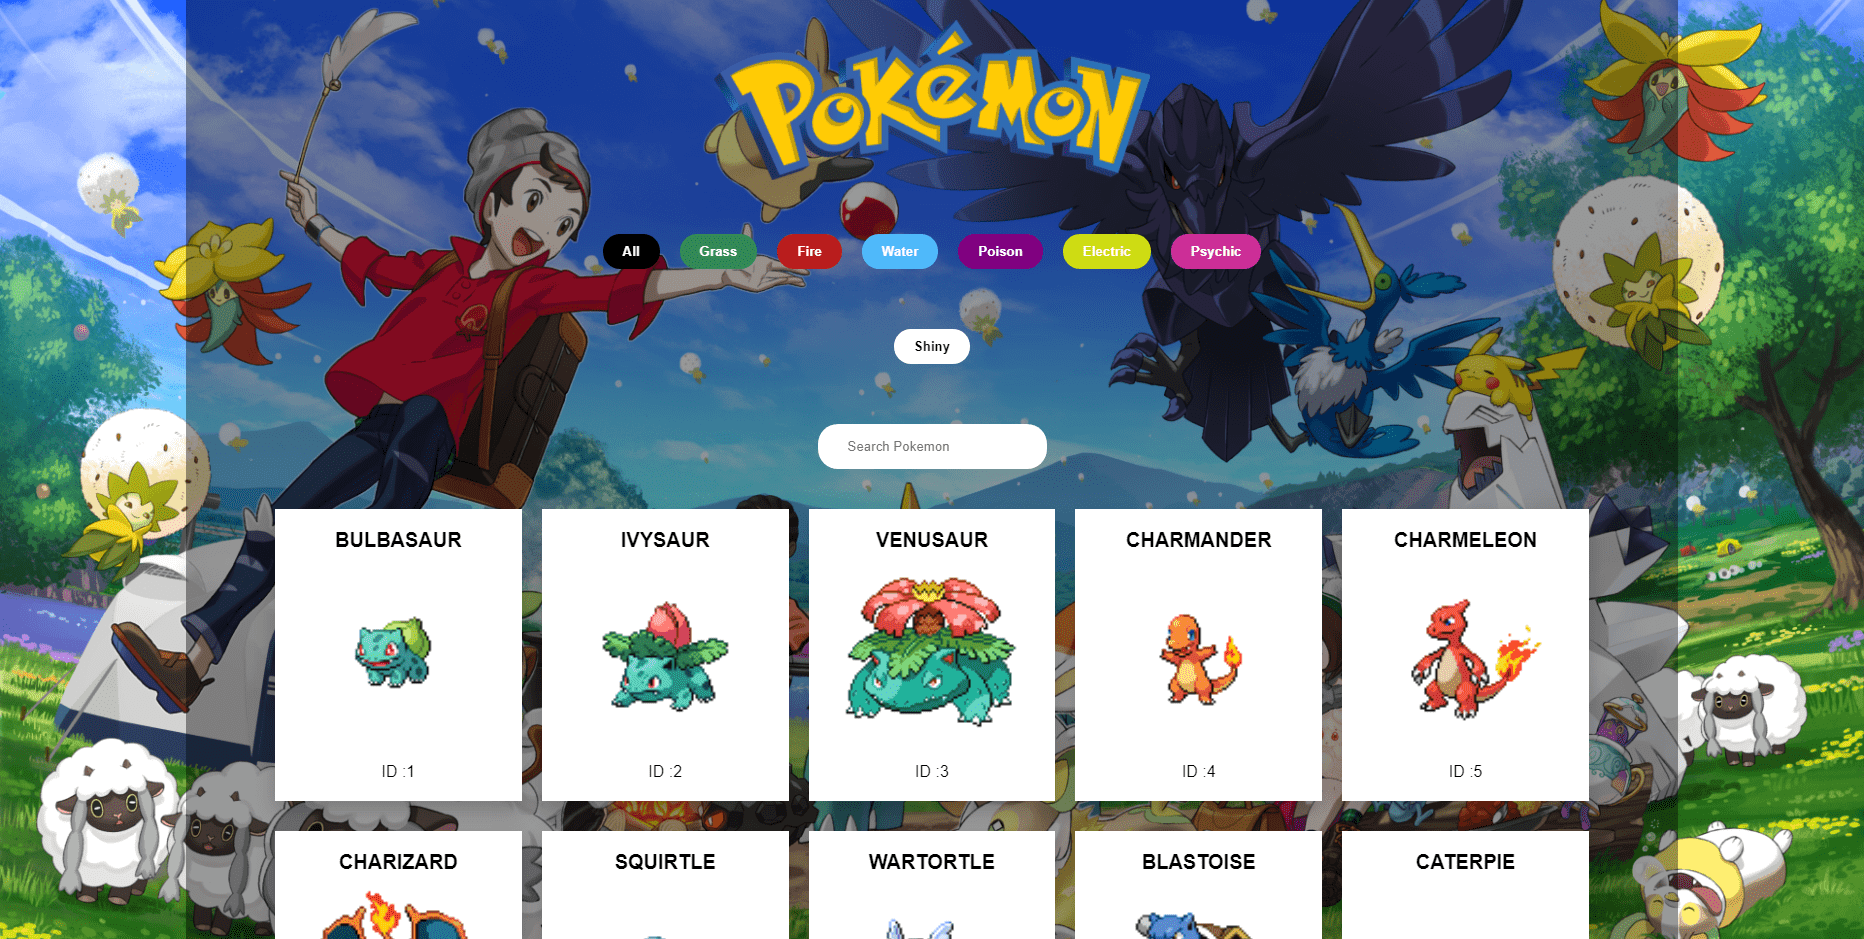 POKéMON
All Grass Fire Water Poison Electric Psychic
Shiny
Search Pokemon
BULBASAUR IVYSAUR VENUSAUR CHARMANDER CHARMELEON
ID :1 ID :2 ID :3 ID :4 ID :5
CHARIZARD SQUIRTLE WARTORTLE BLASTOISE CATERPIE